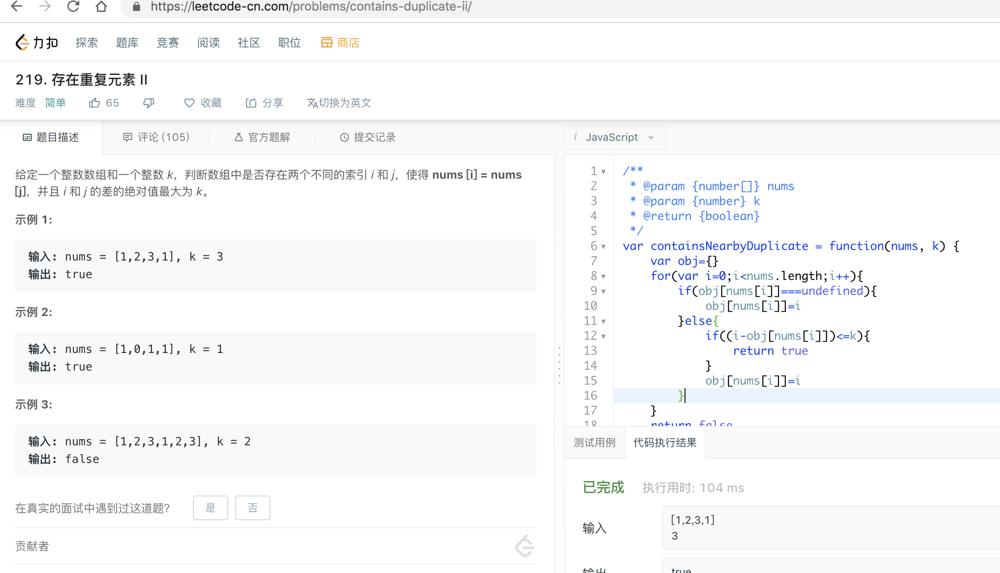 https://leetcode-cn.com/problems/contains-duplicate-ii/
力扣 探索 题库 竞赛 阅读 社区 职位 商店
219. 存在重复元素 II
难度 简单 65 收藏 分享 切换为英文
题目描述 评论 (105) 官方题解 提交记录
给定一个整数数组和一个整数 k，判断数组中是否存在两个不同的索引 i 和 j，使得 nums [i] = nums
[j]，并且 i 和 j 的差的绝对值最大为 k。
示例 1:
输入: nums = [1,2,3,1], k = 3
输出: true
示例 2:
输入: nums = [1,0,1,1], k = 1
输出: true
示例 3:
输入: nums = [1,2,3,1,2,3], k = 2
输出: false
在真实的面试中遇到过这道题? 是 否
贡献者
i JavaScript
1 /**
2  * @param {number[]} nums
3  * @param {number} k
4  * @return {boolean}
5  */
6 var containsNearbyDuplicate = function(nums, k) {
7     var obj={}
8     for(var i=0;i<nums.length;i++){
9         if(obj[nums[i]]===undefined){
10             obj[nums[i]]=i
11         }else{
12             if((i-obj[nums[i]])<=k){
13                 return true
14             }
15             obj[nums[i]]=i
16         }
17     }
18     return false
测试用例 代码执行结果
已完成 执行用时: 104 ms
输入
[1,2,3,1]
3
输出 true